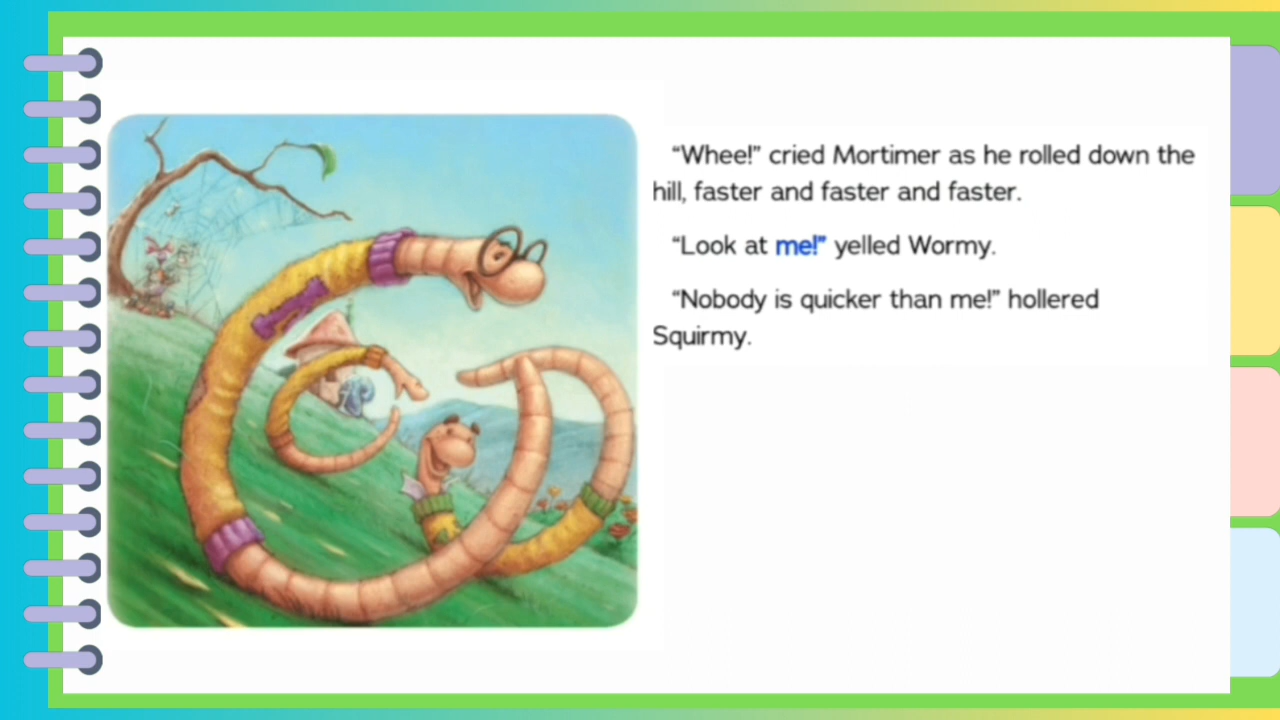 “Whee!” cried Mortimer as he rolled down the
hill, faster and faster and faster.
“Look at me!” yelled Wormy.
“Nobody is quicker than me!” hollered
Squirmy.